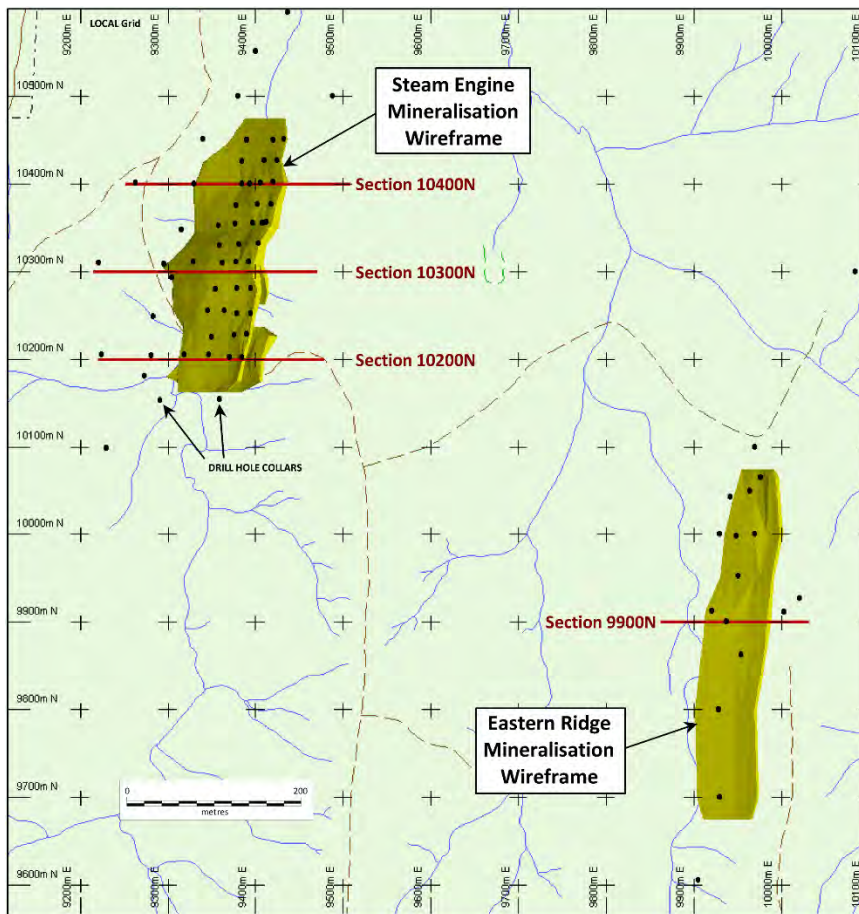 LOCAL Grid
9200m E
9300m E
9400m E
9500m E
9600m E
9700m E
9800m E
9900m E
10000m E
10100m E
10500m N
10400m N
10300m N
10200m N
10100m N
10000m N
9900m N
9800m N
9700m N
9600m N
Steam Engine
Mineralisation
Wireframe
Section 10400N
Section 10300N
Section 10200N
DRILL HOLE COLLARS
Section 9900N
Eastern Ridge
Mineralisation
Wireframe
0
200
metres
9200m E
9300m E
9400m E
9500m E
9600m E
9700m E
9800m E
9900m E
10000m E